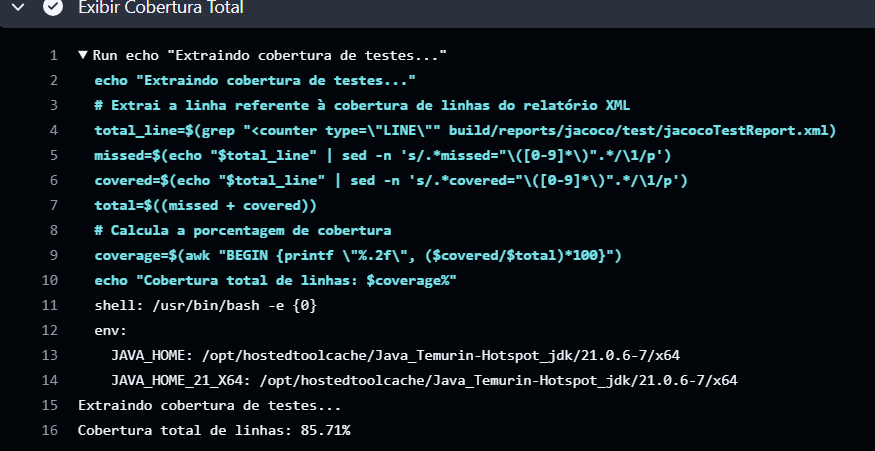 Exibir Cobertura Total
1 ▼ Run echo "Extraindo cobertura de testes..."
2 echo "Extraindo cobertura de testes..."
3 # Extrai a linha referente à cobertura de linhas do relatório XML
4 total_line=$(grep "<counter type=\"LINE\"" build/reports/jacoco/test/jacocoTestReport.xml)
5 missed=$(echo "$total_line" | sed -n 's/.*missed="\([0-9]*\)".*/\1/p')
6 covered=$(echo "$total_line" | sed -n 's/.*covered="\([0-9]*\)".*/\1/p')
7 total=$((missed + covered))
8 # Calcula a porcentagem de cobertura
9 coverage=$(awk "BEGIN {printf \"%.2f\", ($covered/$total)*100}")
10 echo "Cobertura total de linhas: $coverage%"
11 shell: /usr/bin/bash -e {0}
12 env:
13 JAVA_HOME: /opt/hostedtoolcache/Java_Temurin-Hotspot_jdk/21.0.6-7/x64
14 JAVA_HOME_21_X64: /opt/hostedtoolcache/Java_Temurin-Hotspot_jdk/21.0.6-7/x64
15 Extraindo cobertura de testes...
16 Cobertura total de linhas: 85.71%